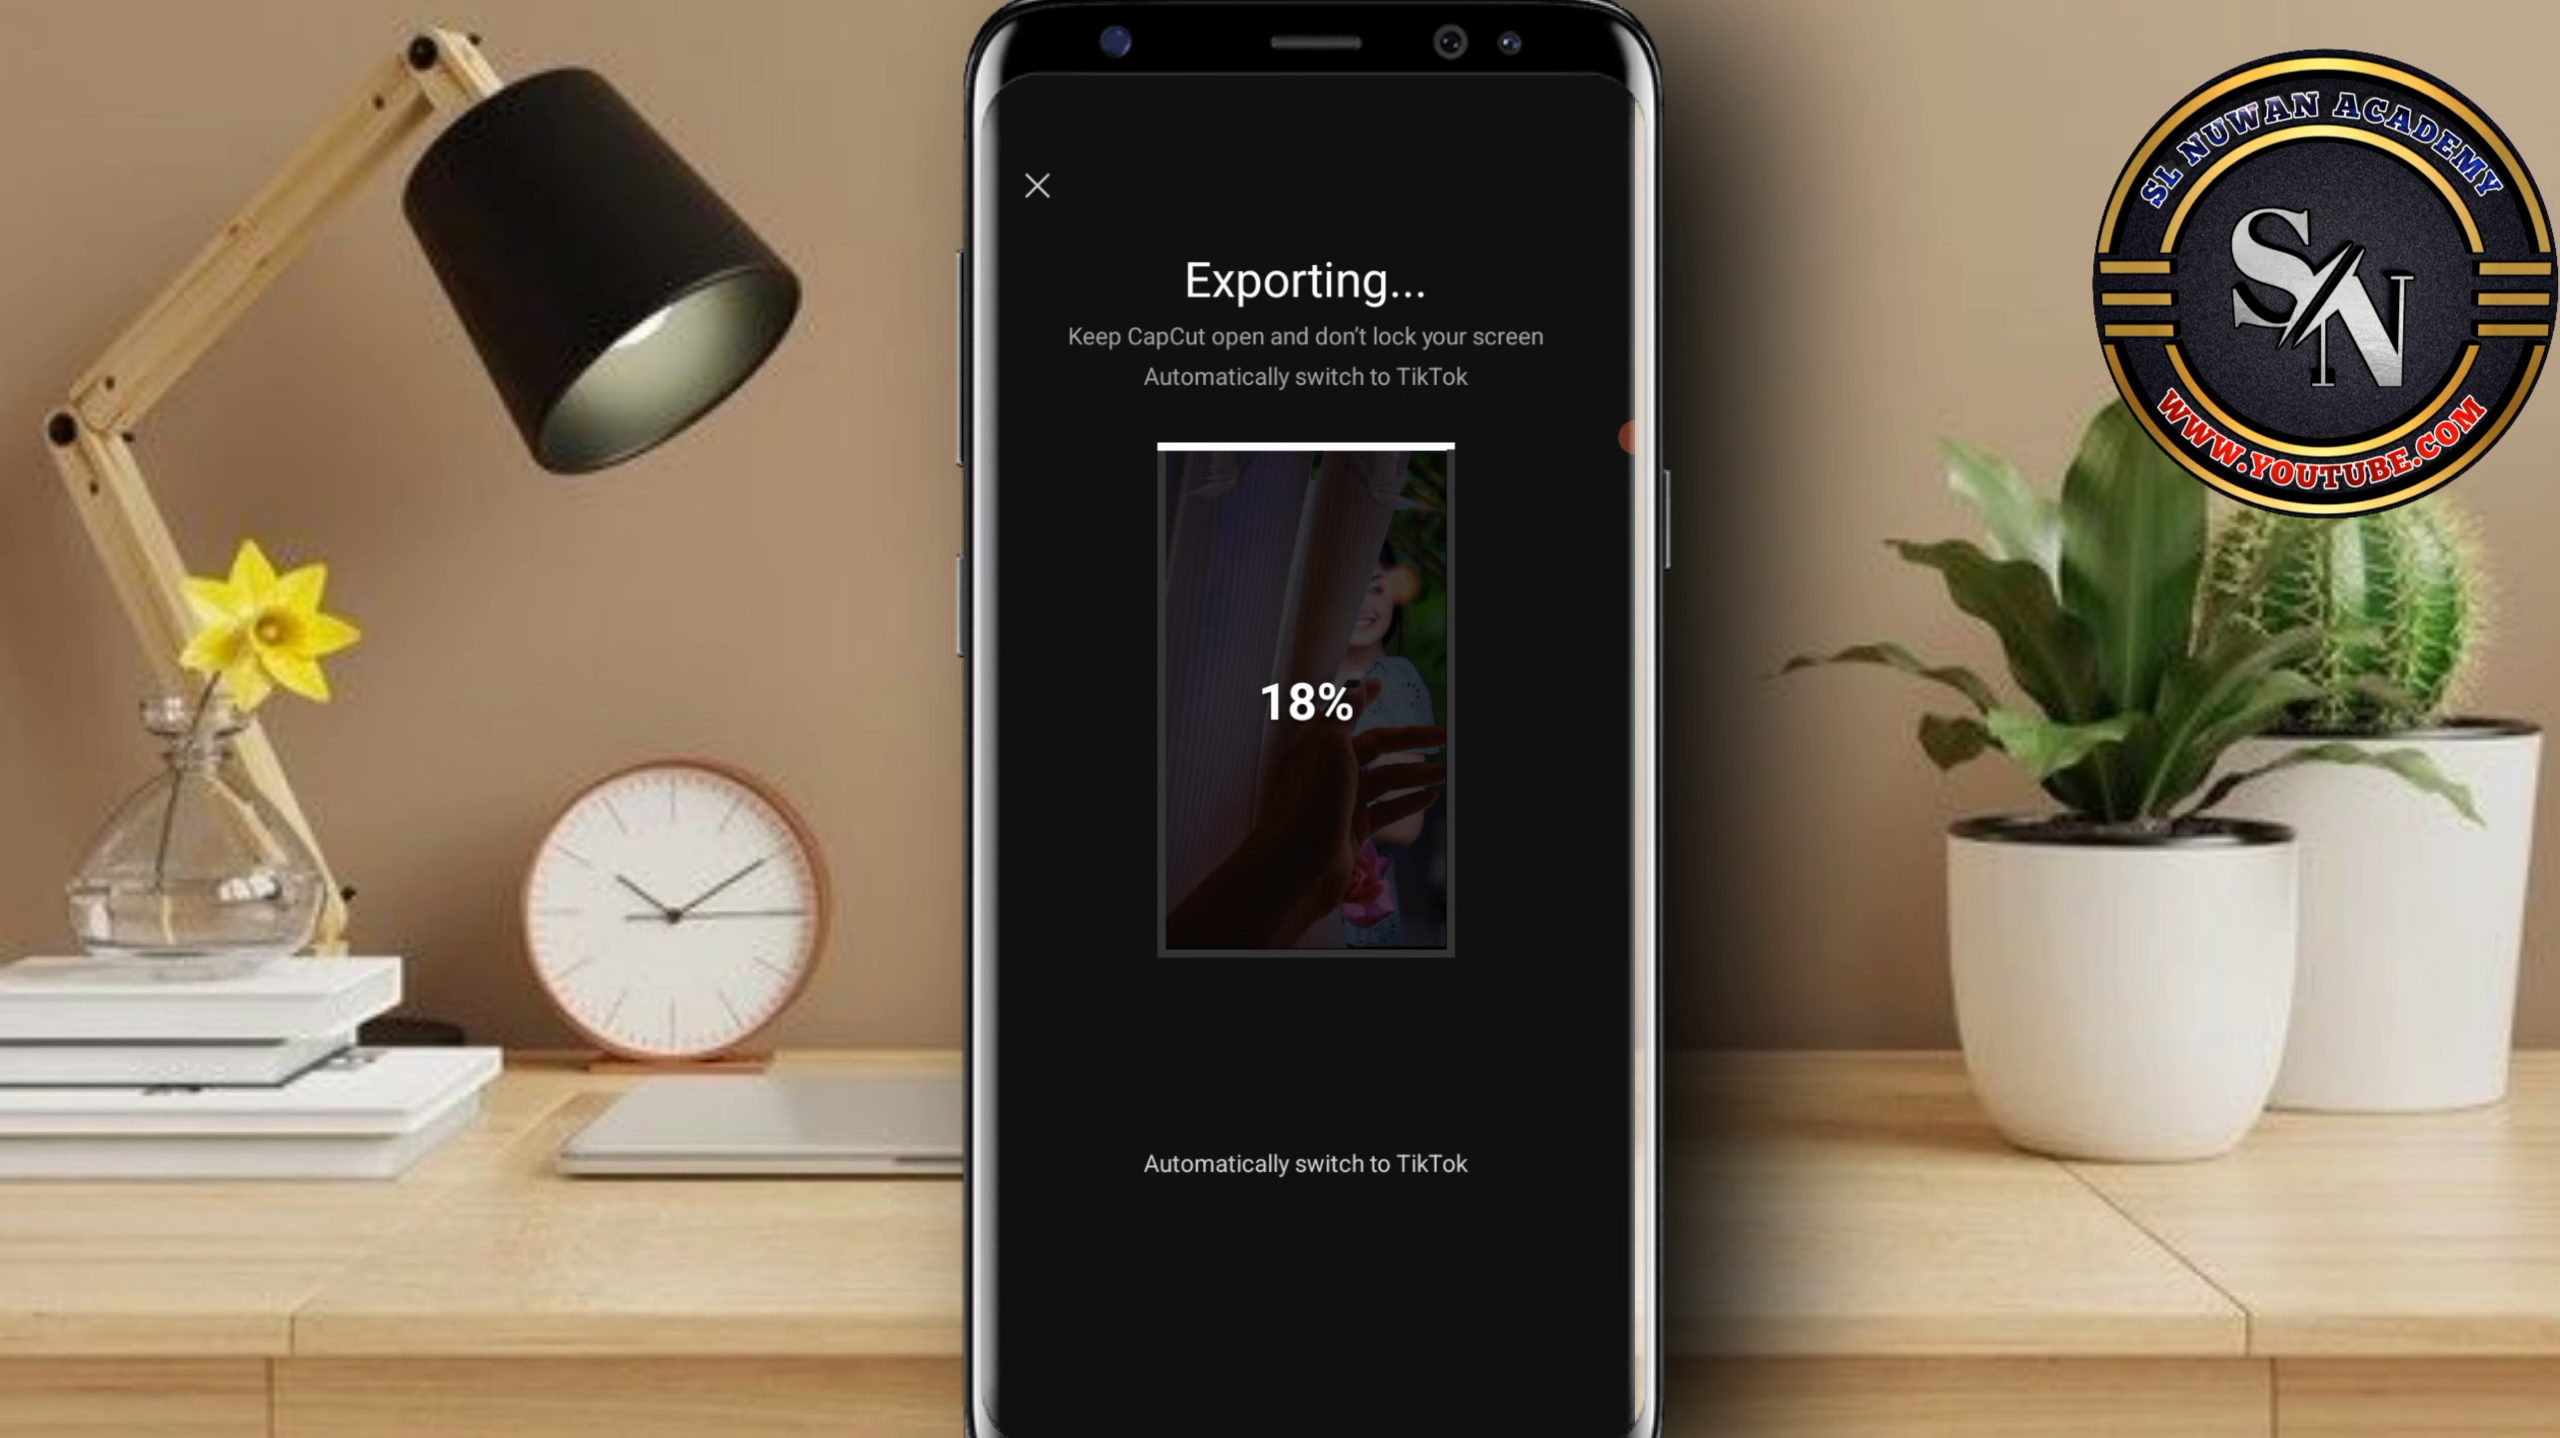 SL NUWAN ACADEMY
SN
WWW.YOUTUBE.COM
Exporting...
Keep CapCut open and don't lock your screen
Automatically switch to TikTok
18%
Automatically switch to TikTok